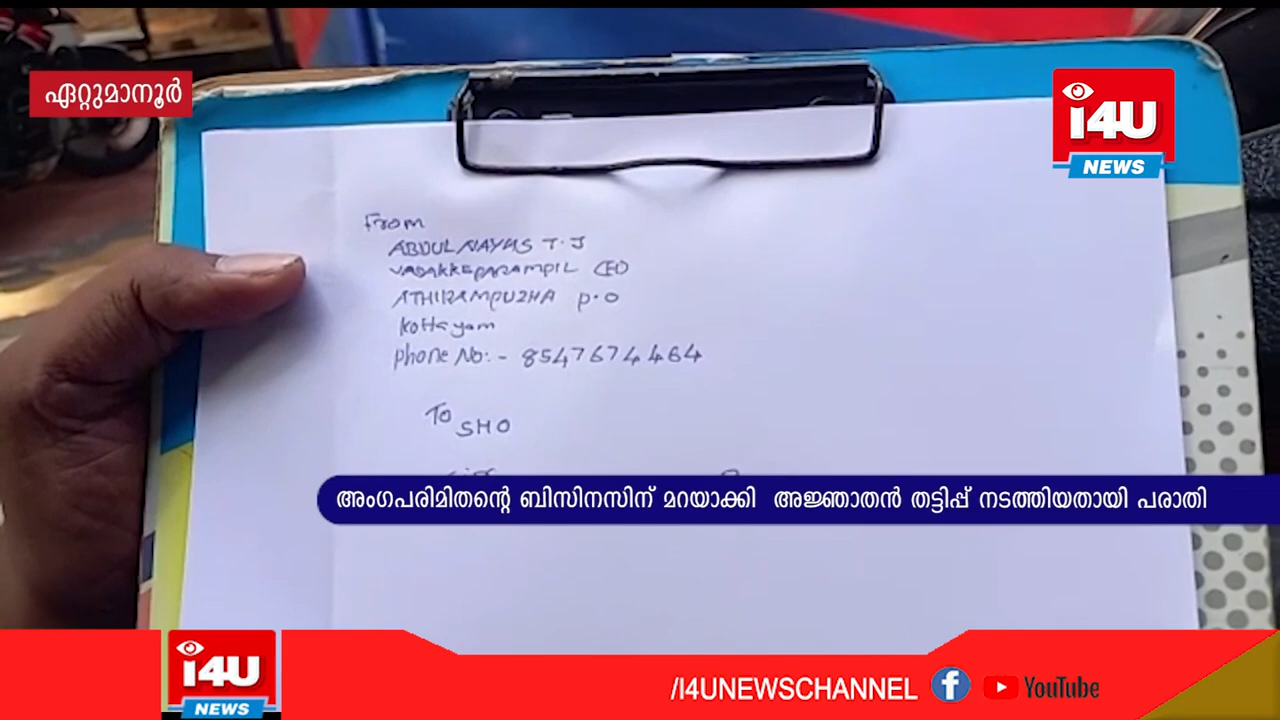 ഏറ്റുമാനൂർ
i4U
NEWS
From
ABDUL NAYAS T.J
VADAKKEPARAMPIL (H)
ATHIRAMPUZHA P.O
Kottayam
phone No:- 8547674464
To
SHO
അംഗപരിമിതന്റെ ബിസിനസിന് മറയാക്കി അജ്ഞാതൻ തട്ടിപ്പ് നടത്തിയതായി പരാതി
i4U
NEWS
/I4UNEWSCHANNEL
YouTube